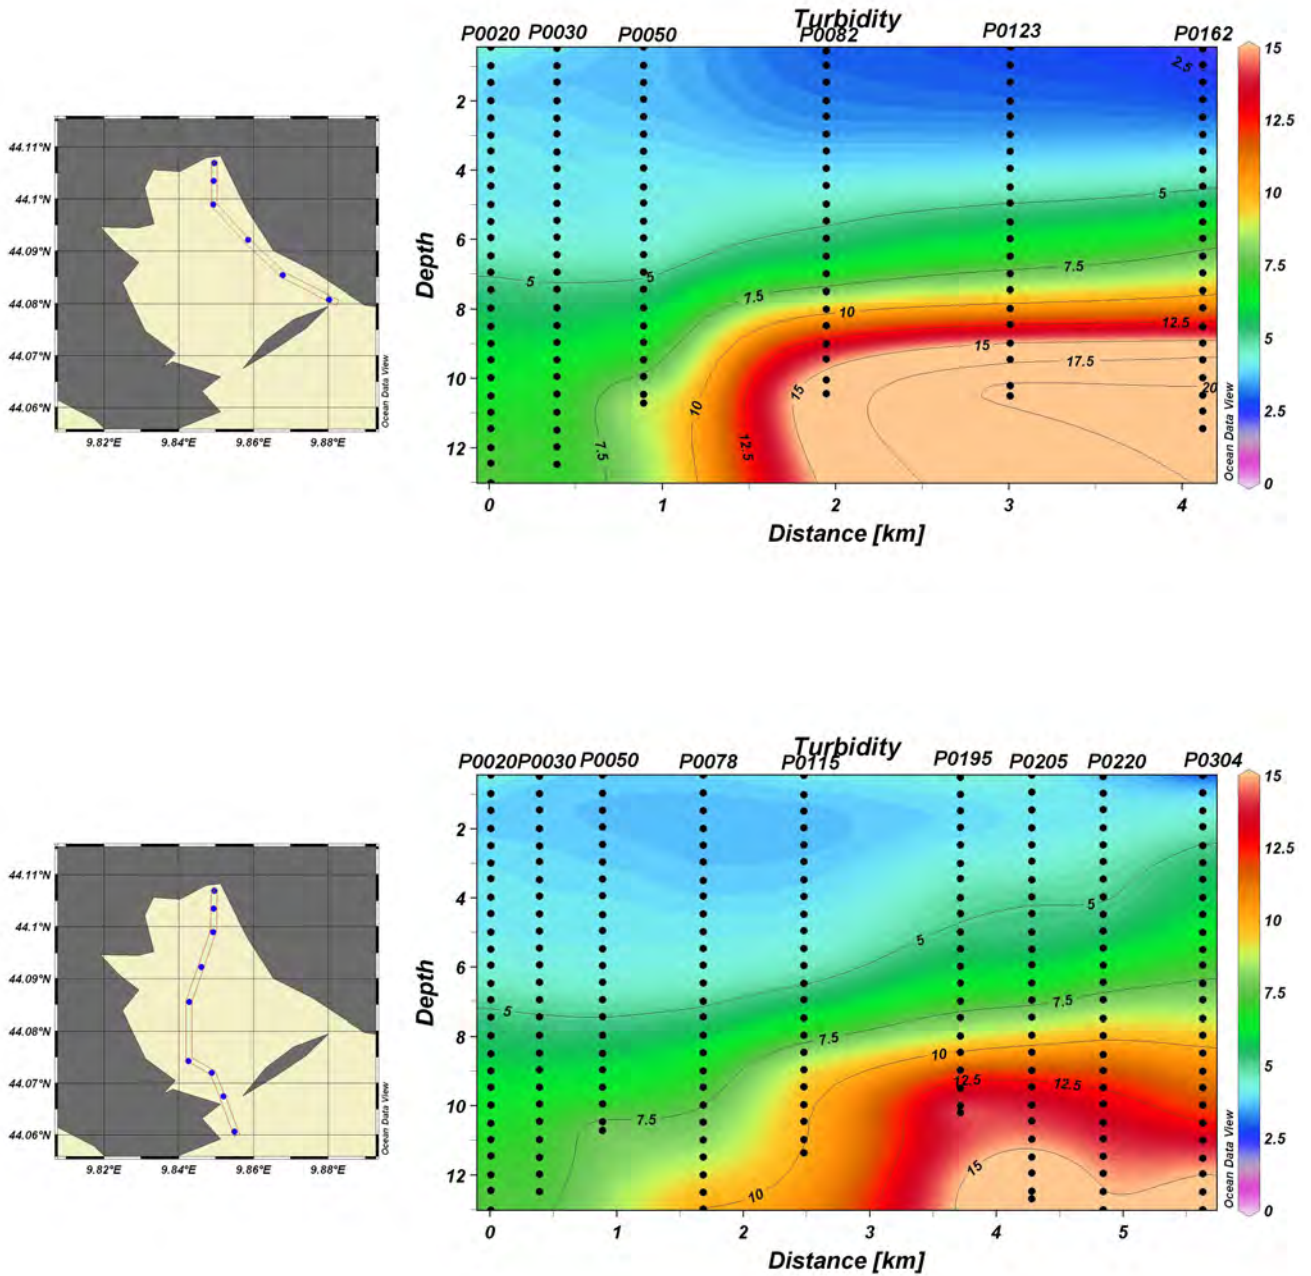 Turbidity
P0020 P0030 P0050 P0082 P0123 P0162
44.11°N
44.1°N
44.09°N
44.08°N
44.07°N
44.06°N
9.82°E 9.84°E 9.86°E 9.88°E
Ocean Data View
Depth
2
4
6
8
10
12
2.5
5
5
5
7.5
7.5
7.5
10
10
12.5
12.5
15
15
17.5
20
0 1 2 3 4
Distance [km]
Ocean Data View
15
12.5
10
7.5
5
2.5
0
Turbidity
P0020 P0030 P0050 P0078 P0115 P0195 P0205 P0220 P0304
44.11°N
44.1°N
44.09°N
44.08°N
44.07°N
44.06°N
9.82°E 9.84°E 9.86°E 9.88°E
Ocean Data View
Depth
2
4
6
8
10
12
5
5
5
7.5
7.5
7.5
10
10
12.5
12.5
15
0 1 2 3 4 5
Distance [km]
Ocean Data View
15
12.5
10
7.5
5
2.5
0